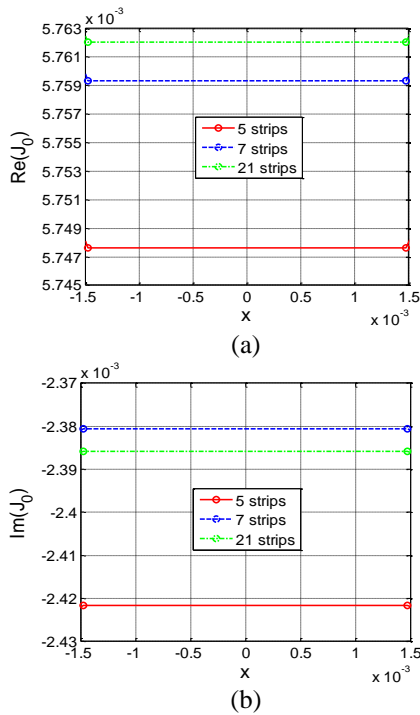 x 10⁻³
5.763
5.761
5.759
5.757
5.755
5.753
5.751
5.749
5.747
5.745
Re(J₀)
5 strips
7 strips
21 strips
-1.5 -1 -0.5 0 0.5 1 1.5
x
x 10⁻³
(a)
x 10⁻³
-2.37
-2.38
-2.39
-2.4
-2.41
-2.42
-2.43
Im(J₀)
5 strips
7 strips
21 strips
-1.5 -1 -0.5 0 0.5 1 1.5
x
x 10⁻³
(b)